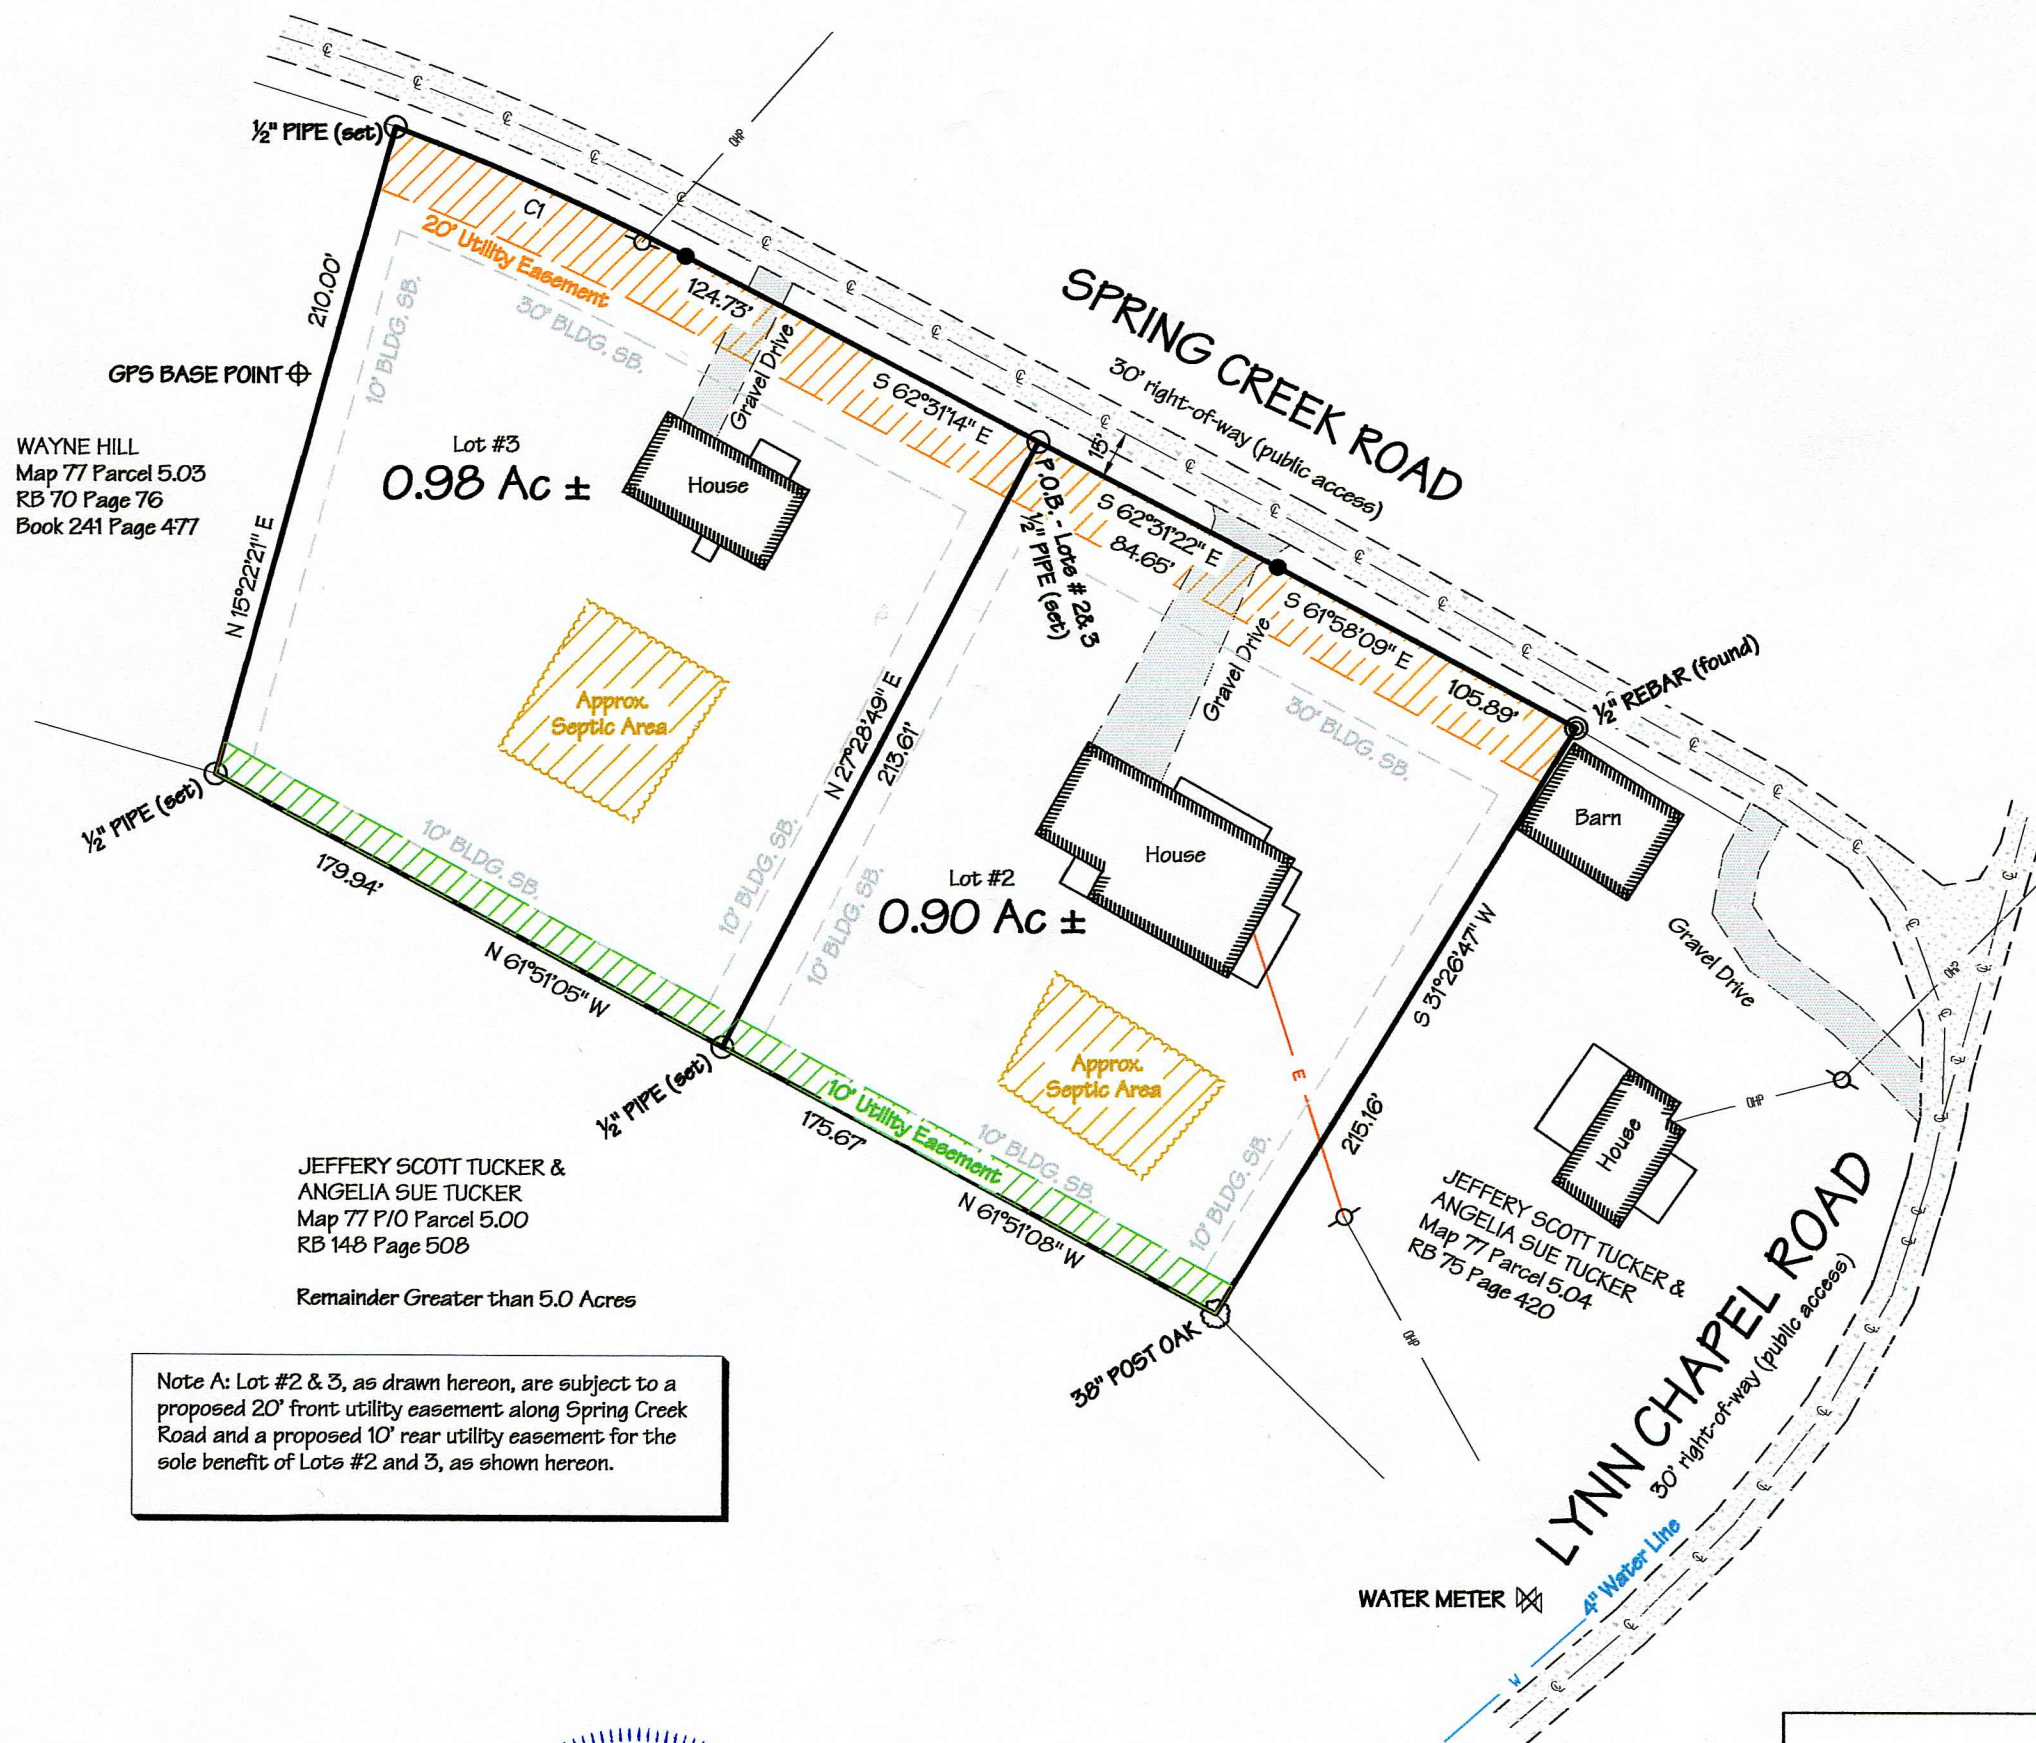 ½" PIPE (set)
C1
20' Utility Easement
30' BLDG. SB.
10' BLDG. SB.
210.00'
N 15°22'21" E
GPS BASE POINT
WAYNE HILL
Map 77 Parcel 5.03
RB 70 Page 76
Book 241 Page 477
OHP
124.73'
S 62°31'14" E
Gravel Drive
House
Lot #3
0.98 Ac ±
Approx.
Septic Area
SPRING CREEK ROAD
30' right-of-way (public access)
15'
P.O.B. - Lots # 2& 3
½" PIPE (set)
S 62°31'22" E
84.65'
S 61°58'09" E
105.89'
½" REBAR (found)
Gravel Drive
30' BLDG. SB.
N 27°28'49" E
213.61'
10' BLDG. SB.
10' BLDG. SB.
House
Lot #2
0.90 Ac ±
Approx.
Septic Area
E
Barn
S 31°26'47" W
215.16'
10' BLDG. SB.
Gravel Drive
OHP
OHP
OHP
House
½" PIPE (set)
10' BLDG. SB.
179.94'
N 61°51'05" W
½" PIPE (set)
10' Utility Easement
10' BLDG. SB.
175.67'
N 61°51'08" W
38" POST OAK
JEFFERY SCOTT TUCKER &
ANGELIA SUE TUCKER
Map 77 P/O Parcel 5.00
RB 148 Page 508
Remainder Greater than 5.0 Acres
JEFFERY SCOTT TUCKER &
ANGELIA SUE TUCKER
Map 77 Parcel 5.04
RB 75 Page 420
LYNN CHAPEL ROAD
30' right-of-way (public access)
Note A: Lot #2 & 3, as drawn hereon, are subject to a
proposed 20' front utility easement along Spring Creek
Road and a proposed 10' rear utility easement for the
sole benefit of Lots #2 and 3, as shown hereon.
WATER METER
4" Water Line
W